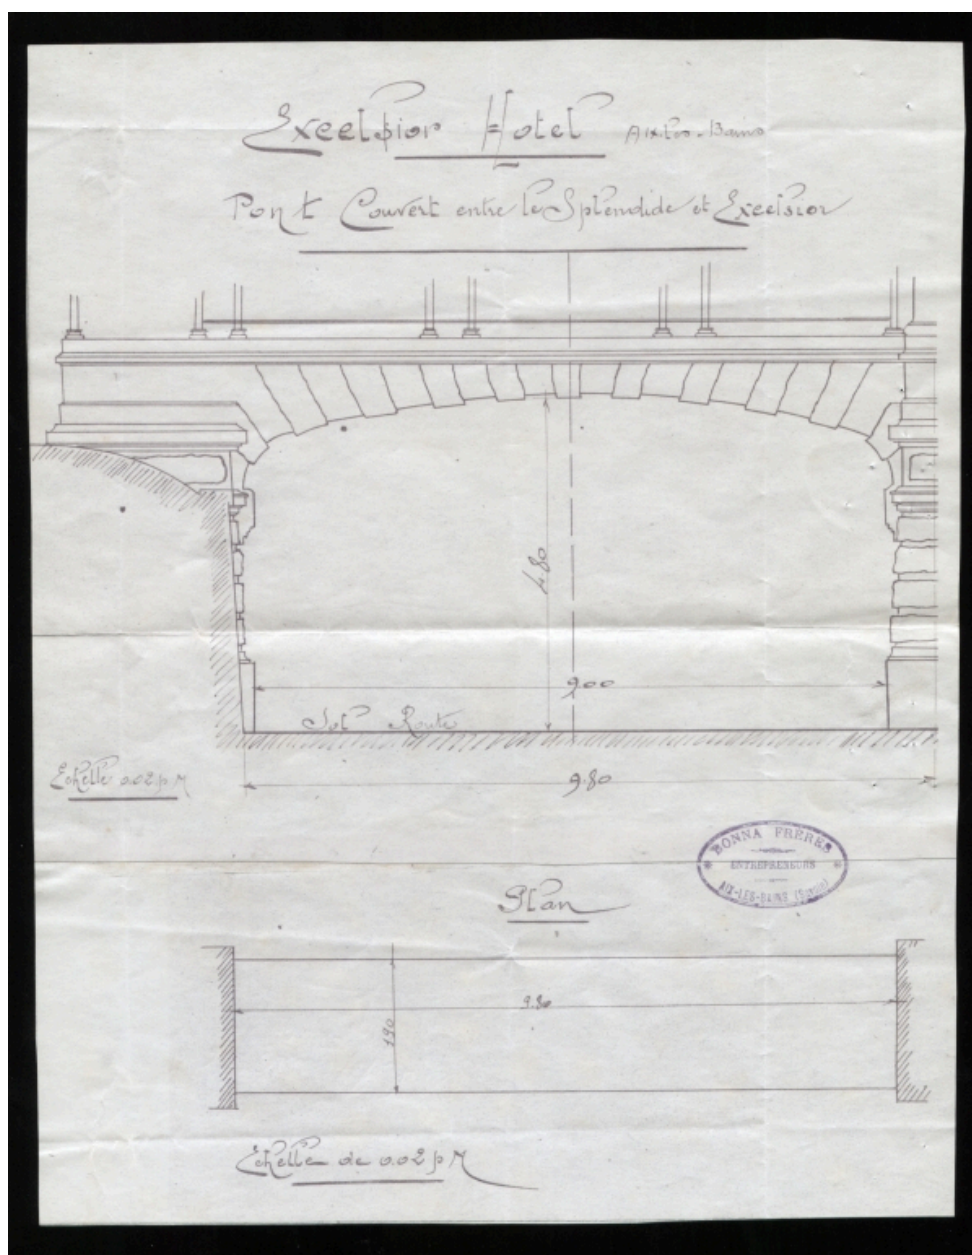 Excelsior Hotel Aix-les-Bains
Pont Couvert entre le Splendide et Excelsior
4.80
9.00
Sol Route
Echelle 0.02 p M
9.80
BONNA FRÈRES
ENTREPRENEURS
AIX-LES-BAINS (Savoie)
Plan
9.80
1.90
Echelle de 0.02 p M